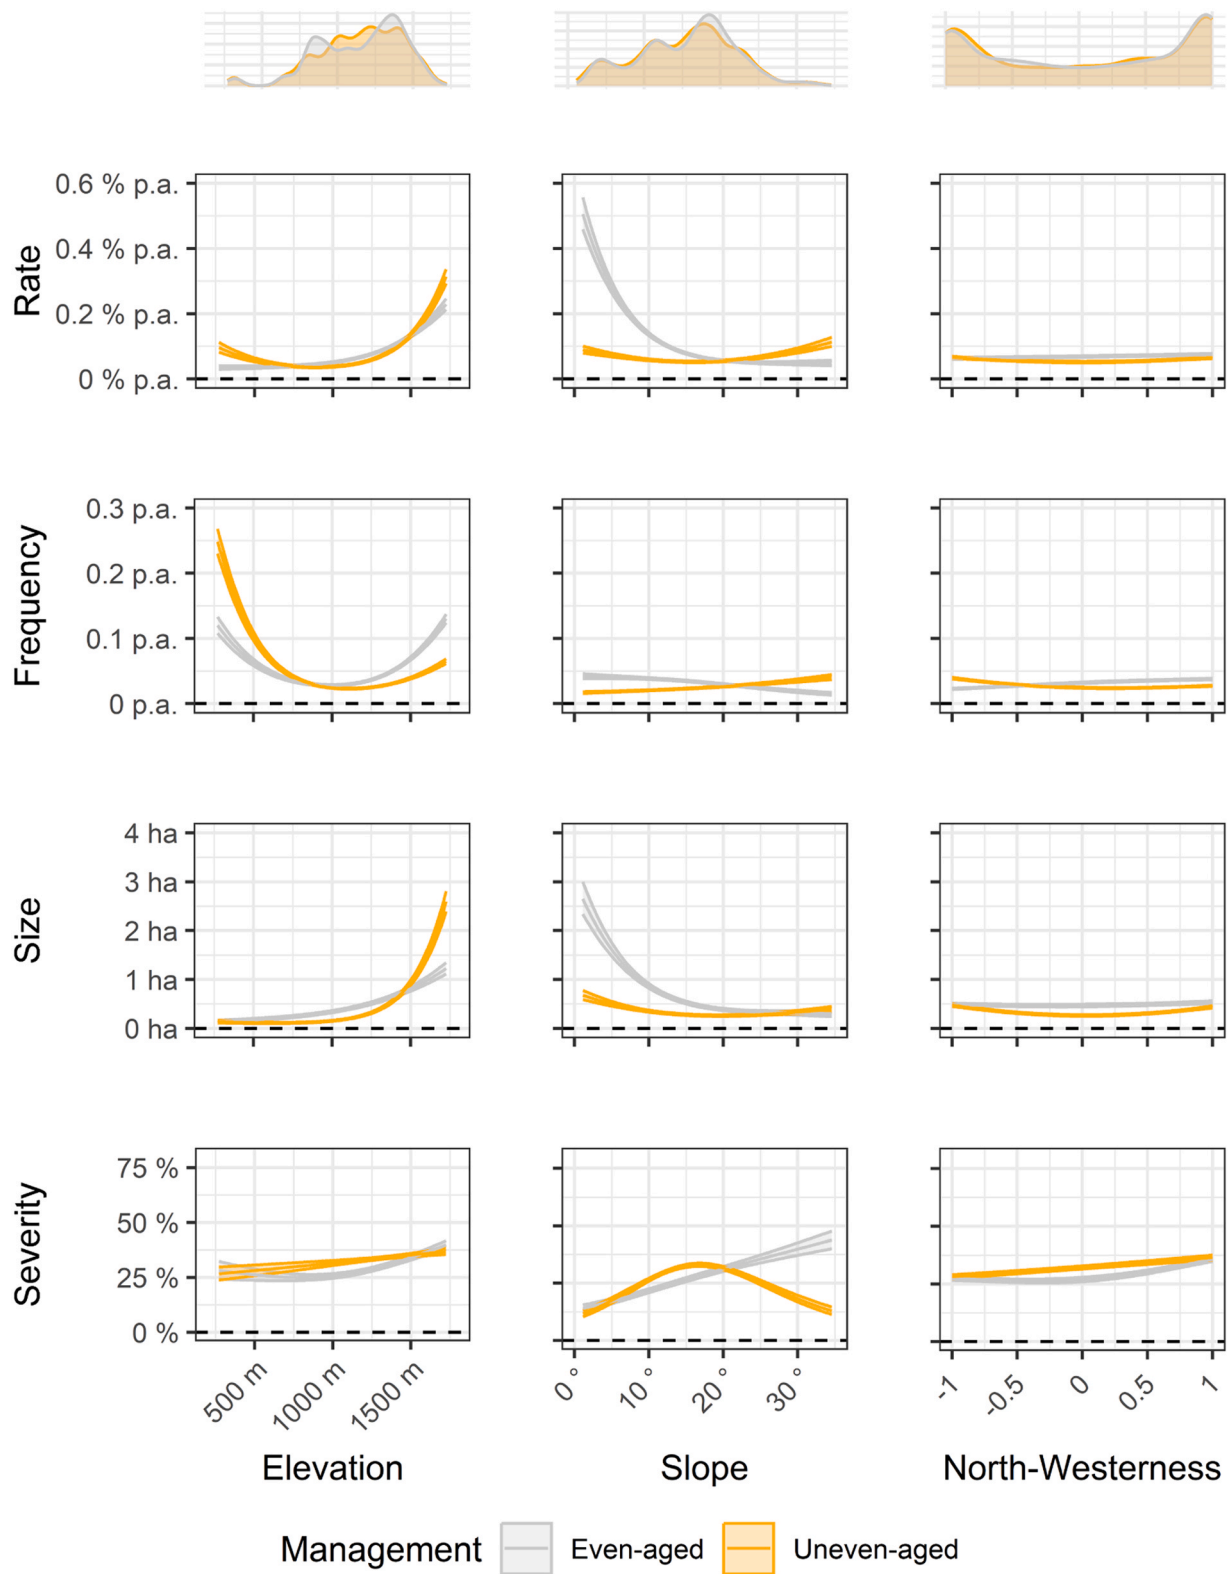 Rate
0.6 % p.a.
0.4 % p.a.
0.2 % p.a.
0 % p.a.
Frequency
0.3 p.a.
0.2 p.a.
0.1 p.a.
0 p.a.
Size
4 ha
3 ha
2 ha
1 ha
0 ha
Severity
75 %
50 %
25 %
0 %
500 m
1000 m
1500 m
0°
10°
20°
30°
-1
-0.5
0
0.5
1
Elevation
Slope
North-Westerness
Management
Even-aged
Uneven-aged